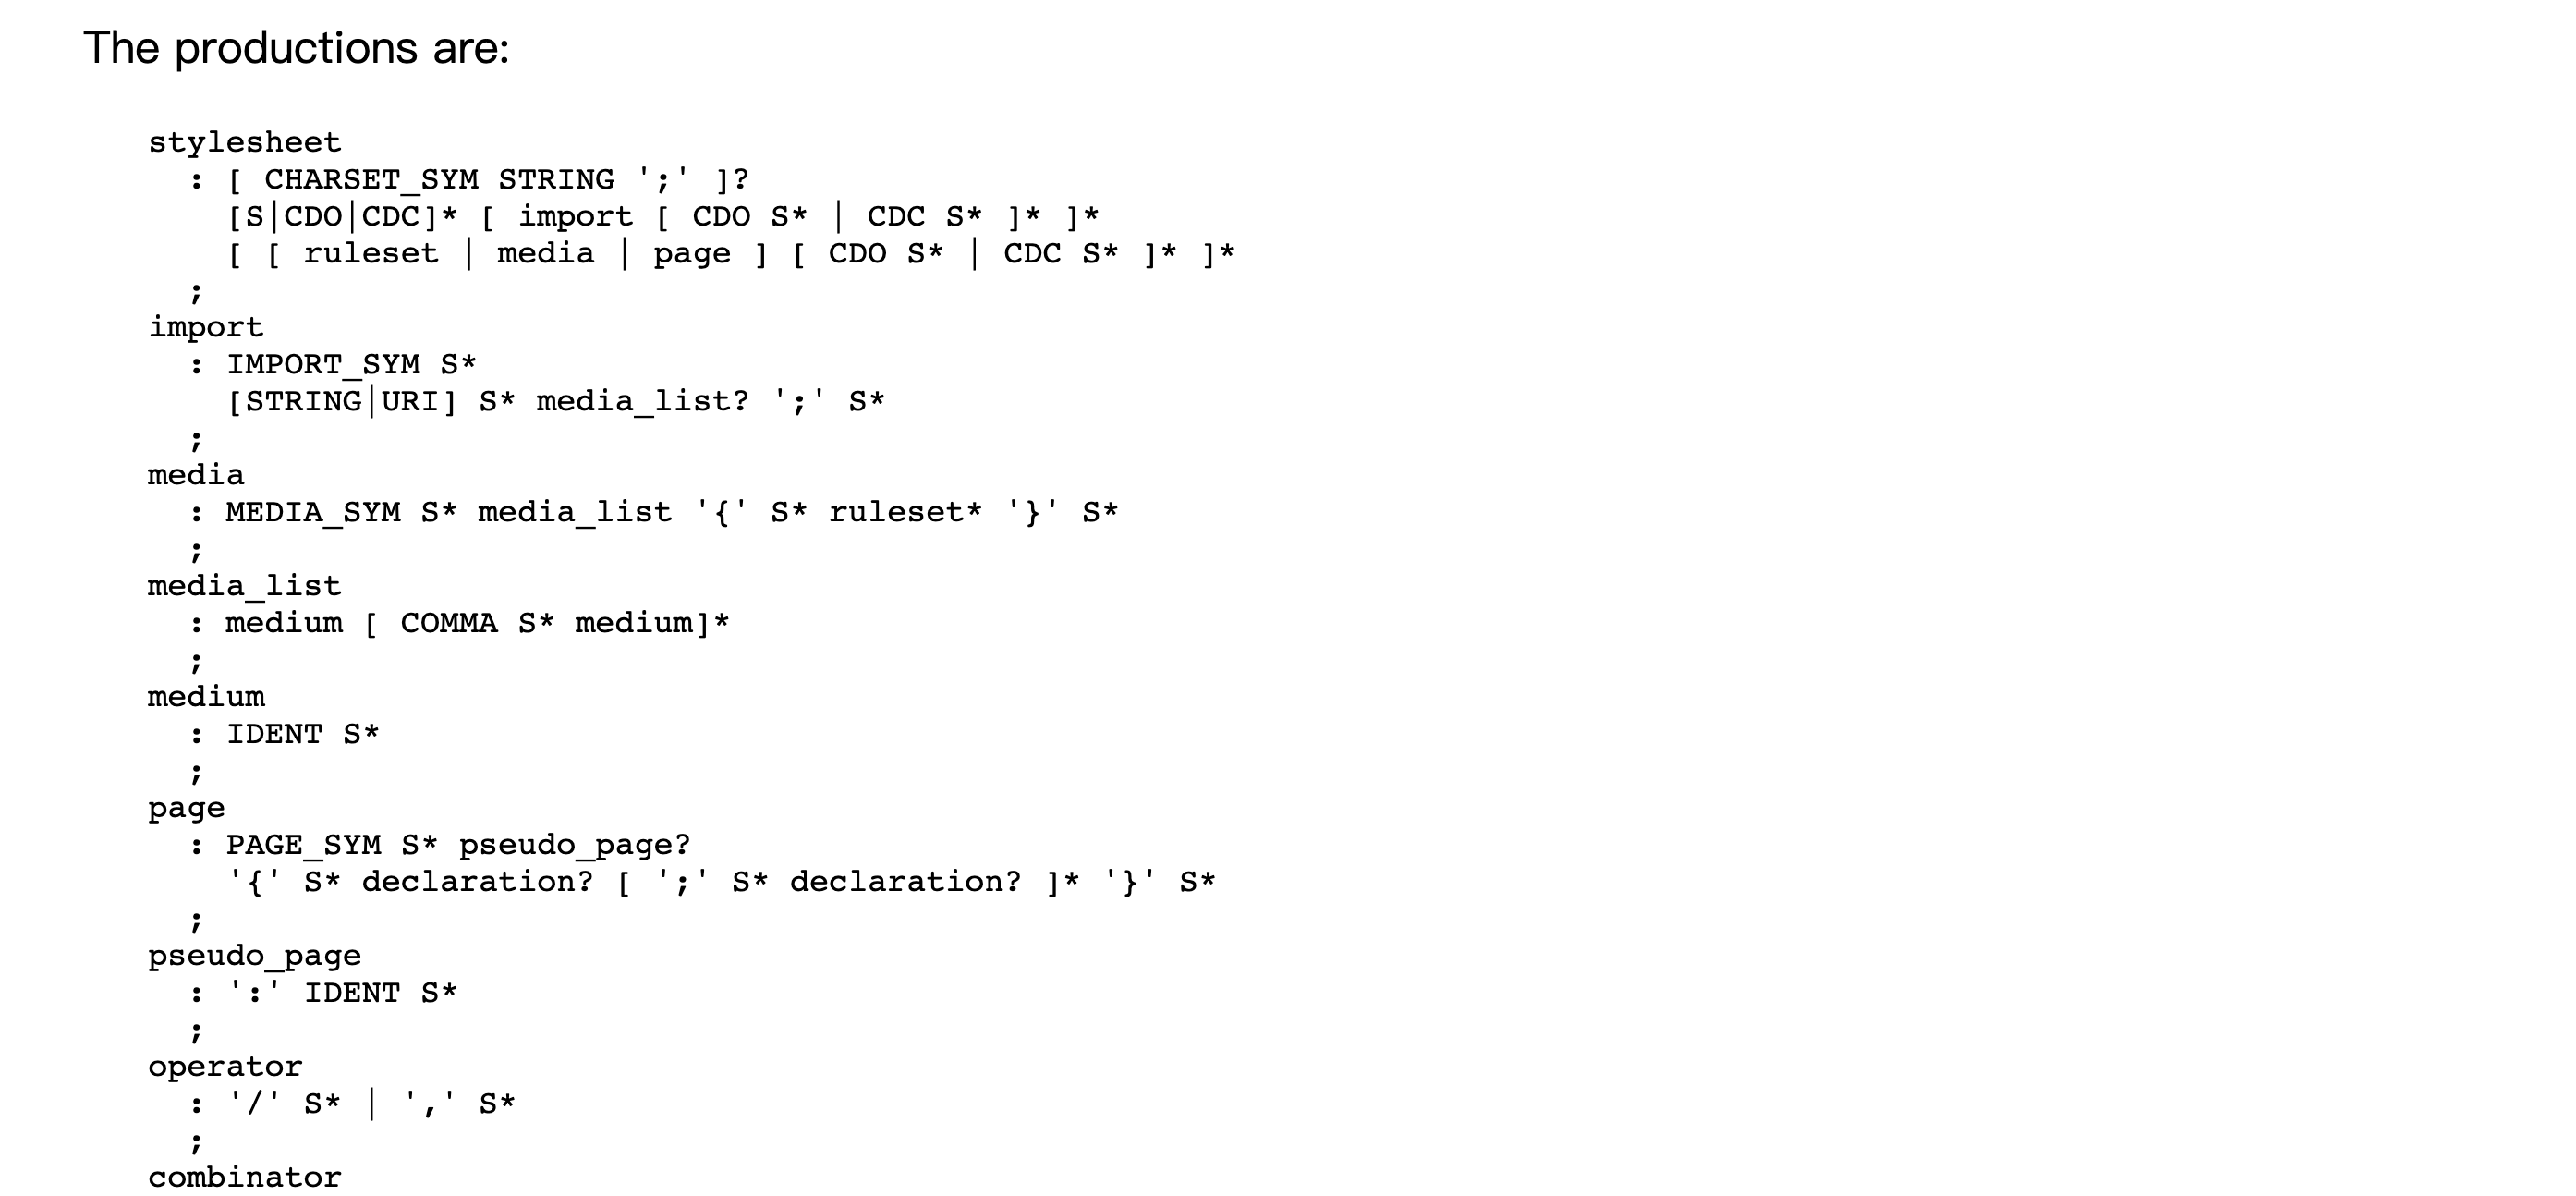 The productions are:
stylesheet
: [ CHARSET_SYM STRING ';' ]?
[S|CDO|CDC]* [ import [ CDO S* | CDC S* ]* ]*
[ [ ruleset | media | page ] [ CDO S* | CDC S* ]* ]*
;
import
: IMPORT_SYM S*
[STRING|URI] S* media_list? ';' S*
;
media
: MEDIA_SYM S* media_list '{' S* ruleset* '}' S*
;
media_list
: medium [ COMMA S* medium]*
;
medium
: IDENT S*
;
page
: PAGE_SYM S* pseudo_page?
'{' S* declaration? [ ';' S* declaration? ]* '}' S*
;
pseudo_page
: ':' IDENT S*
;
operator
: '/' S* | ',' S*
;
combinator